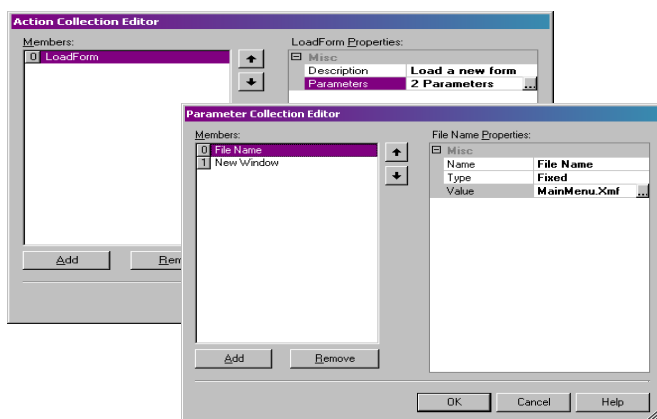 Action Collection Editor
Members:
0 LoadForm
LoadForm Properties:
Misc
Description Load a new form
Parameters 2 Parameters ...
Add
Parameter Collection Editor
Members:
0 File Name
1 New Window
File Name Properties:
Misc
Name File Name
Type Fixed
Value MainMenu.Xmf ...
Add Remove
OK Cancel Help